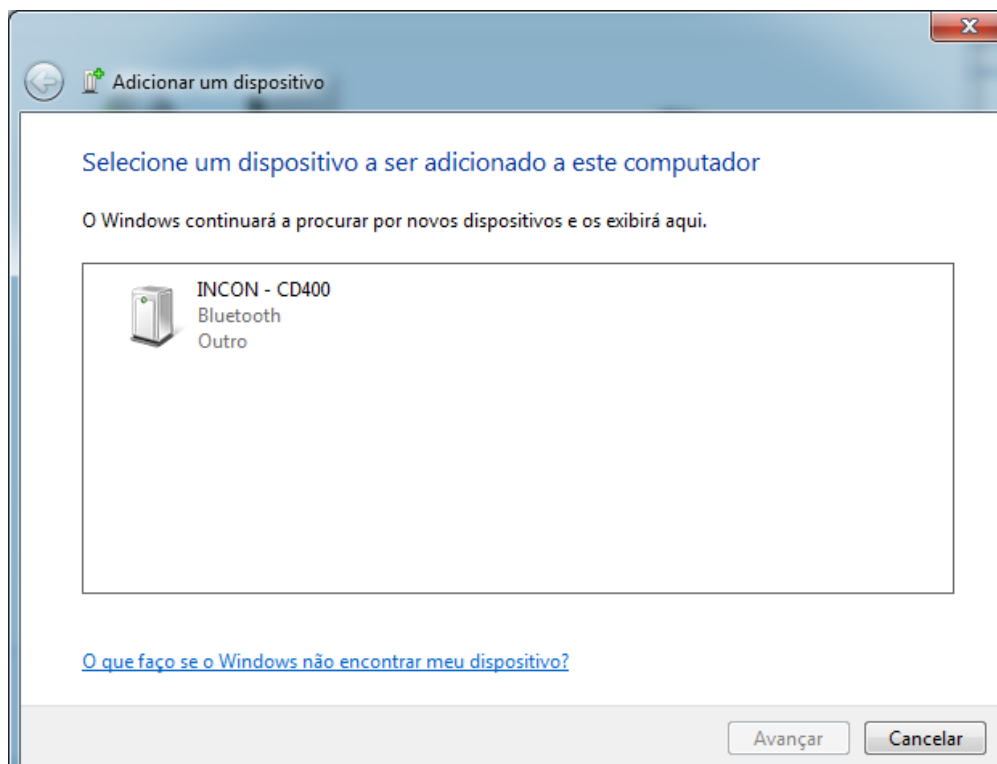 Adicionar um dispositivo
Selecione um dispositivo a ser adicionado a este computador
O Windows continuará a procurar por novos dispositivos e os exibirá aqui.
INCON - CD400
Bluetooth
Outro
O que faço se o Windows não encontrar meu dispositivo?
Avançar Cancelar